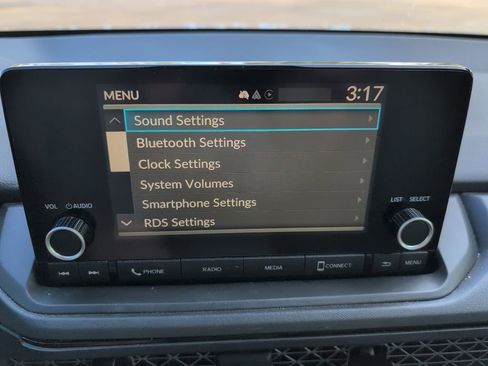 MENU 3:17
Sound Settings
Bluetooth Settings
Clock Settings
System Volumes
Smartphone Settings
RDS Settings
VOL AUDIO
LIST SELECT
PHONE RADIO MEDIA CONNECT MENU